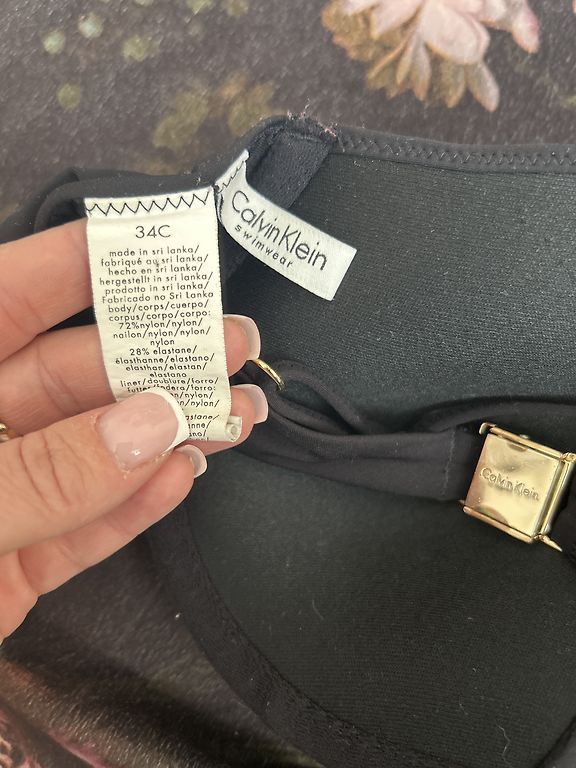 34C
made in sri lanka/
fabriqué au sri lanka/
hecho en sri lanka/
hergestellt in sri lanka/
prodotto in sri lanka/
Fabricado no Sri Lanka
body/corps/cuerpo/
corpus/corpo/corpo:
72%nylon/nylon/
nailon/nylon/nylon/
nylon
28% elastane/
élasthanne/elastano/
elasthan/elastan/
elastano
liner/doublure/forro/
CalvinKlein
swimwear
CalvinKlein